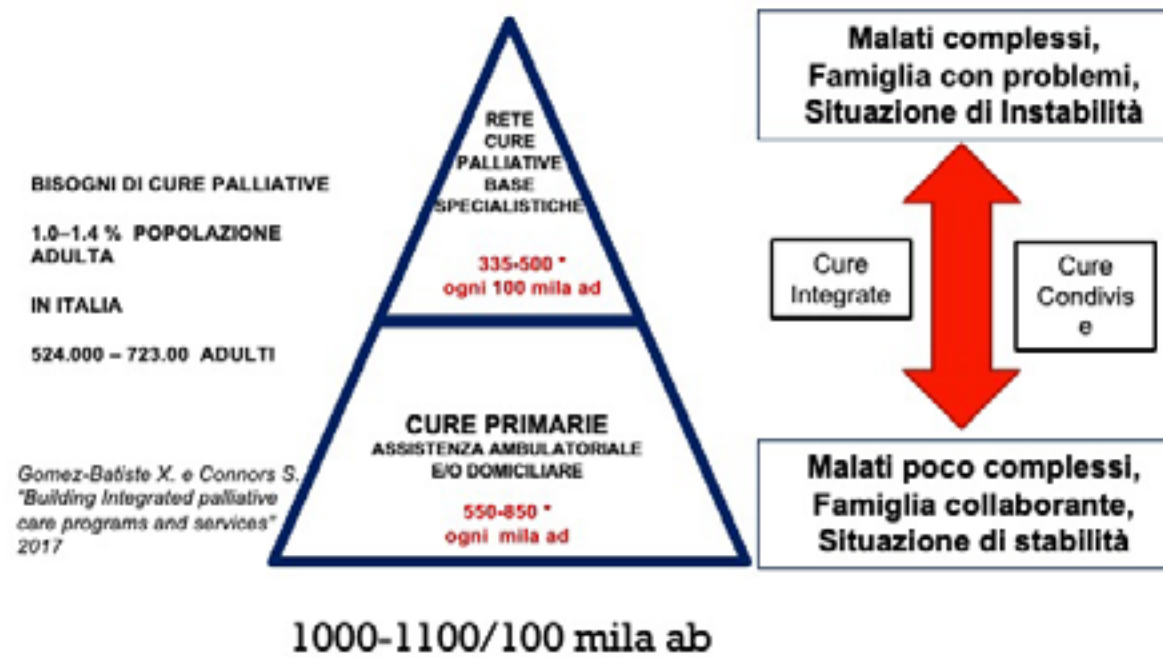 BISOGNI DI CURE PALLIATIVE
1.0–1.4 % POPOLAZIONE
ADULTA
IN ITALIA
524.000 – 723.00 ADULTI
Gomez-Batiste X. e Connors S.
"Building Integrated palliative
care programs and services"
2017
RETE
CURE
PALLIATIVE
BASE
SPECIALISTICHE
335-500 *
ogni 100 mila ad
CURE PRIMARIE
ASSISTENZA AMBULATORIALE
E/O DOMICILIARE
550-850 *
ogni mila ad
1000-1100/100 mila ab
Malati complessi,
Famiglia con problemi,
Situazione di Instabilità
Cure
Integrate
Cure
Condivis
e
Malati poco complessi,
Famiglia collaborante,
Situazione di stabilità